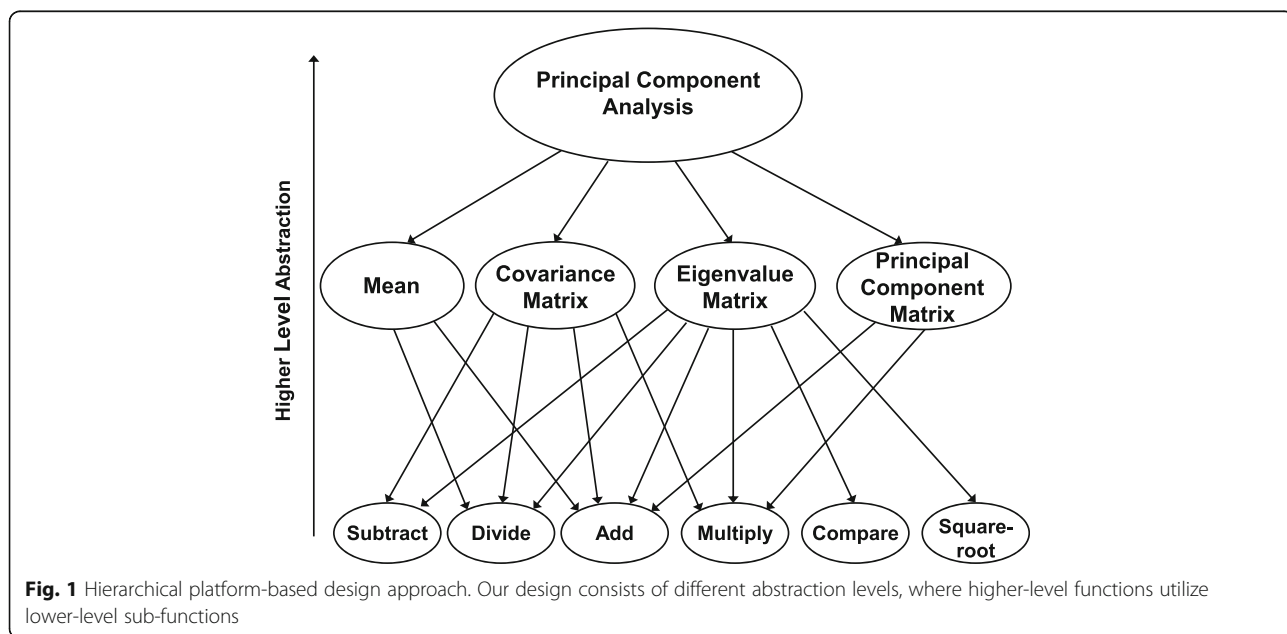 Principal Component
Analysis
Higher Level Abstraction
Mean
Covariance
Matrix
Eigenvalue
Matrix
Principal
Component
Matrix
Subtract
Divide
Add
Multiply
Compare
Square-
root
Fig. 1 Hierarchical platform-based design approach. Our design consists of different abstraction levels, where higher-level functions utilize
lower-level sub-functions